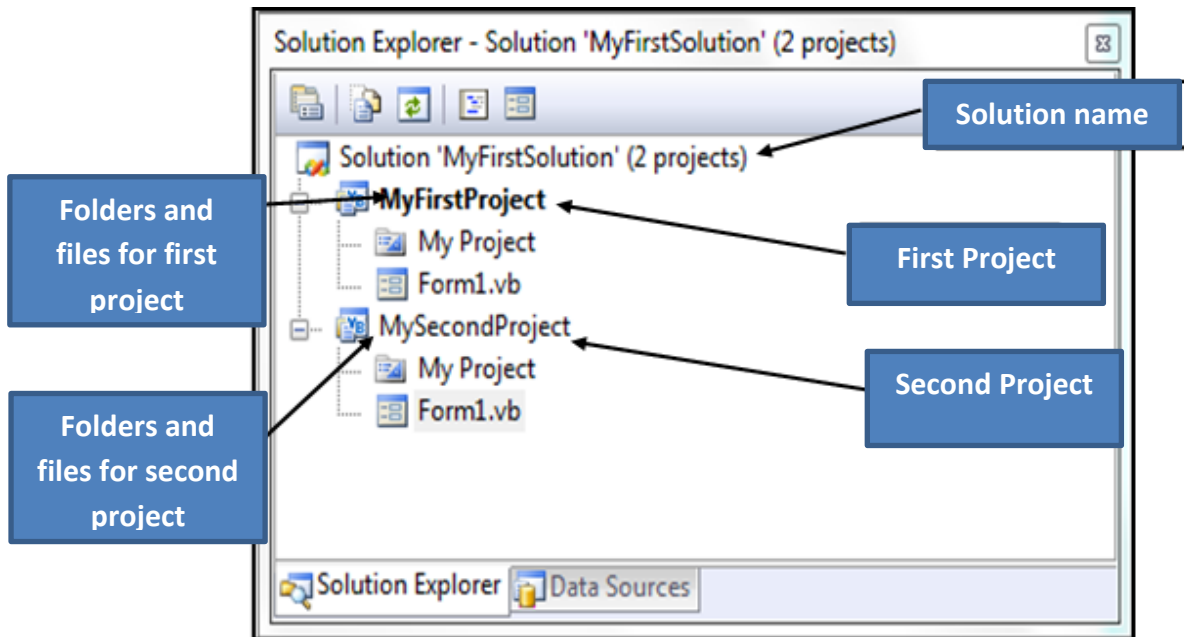 Solution Explorer - Solution 'MyFirstSolution' (2 projects)
Solution name
Solution 'MyFirstSolution' (2 projects)
Folders and
files for first
project
MyFirstProject
My Project
First Project
Form1.vb
MySecondProject
My Project
Second Project
Form1.vb
Folders and
files for second
project
Solution Explorer
Data Sources